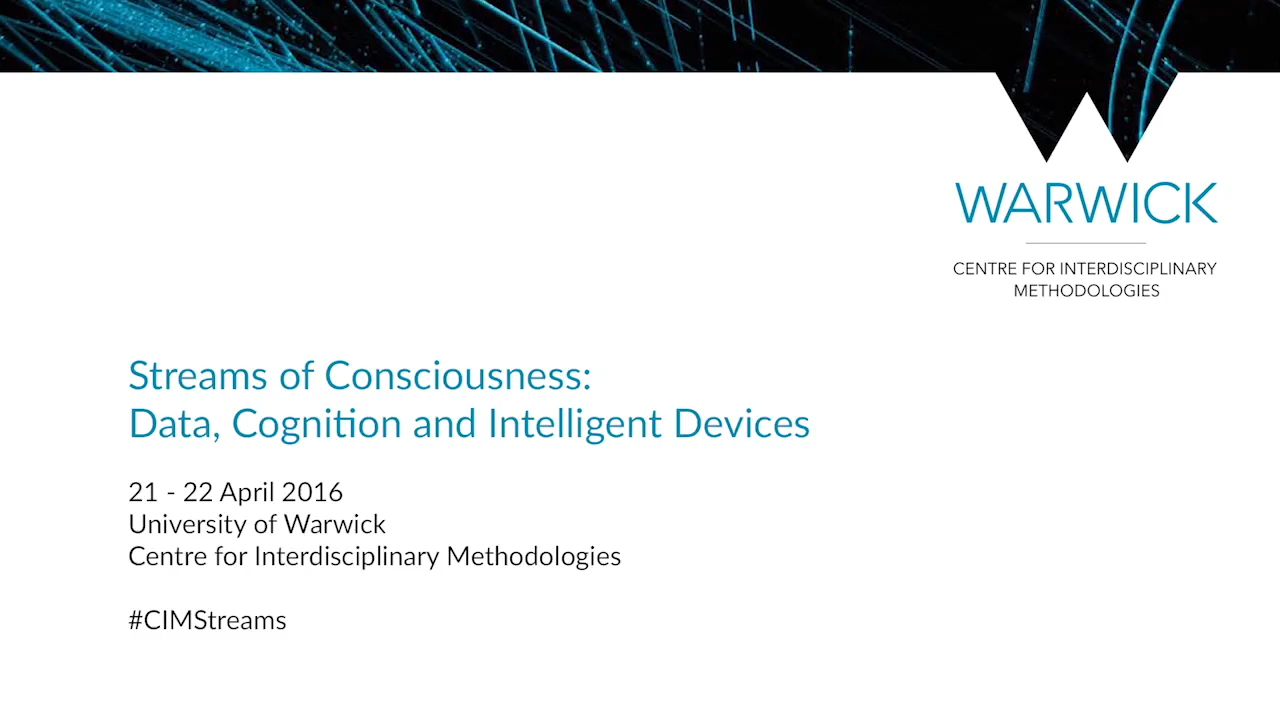 WARWICK
CENTRE FOR INTERDISCIPLINARY
METHODOLOGIES
Streams of Consciousness:
Data, Cognition and Intelligent Devices
21 - 22 April 2016
University of Warwick
Centre for Interdisciplinary Methodologies
#CIMStreams